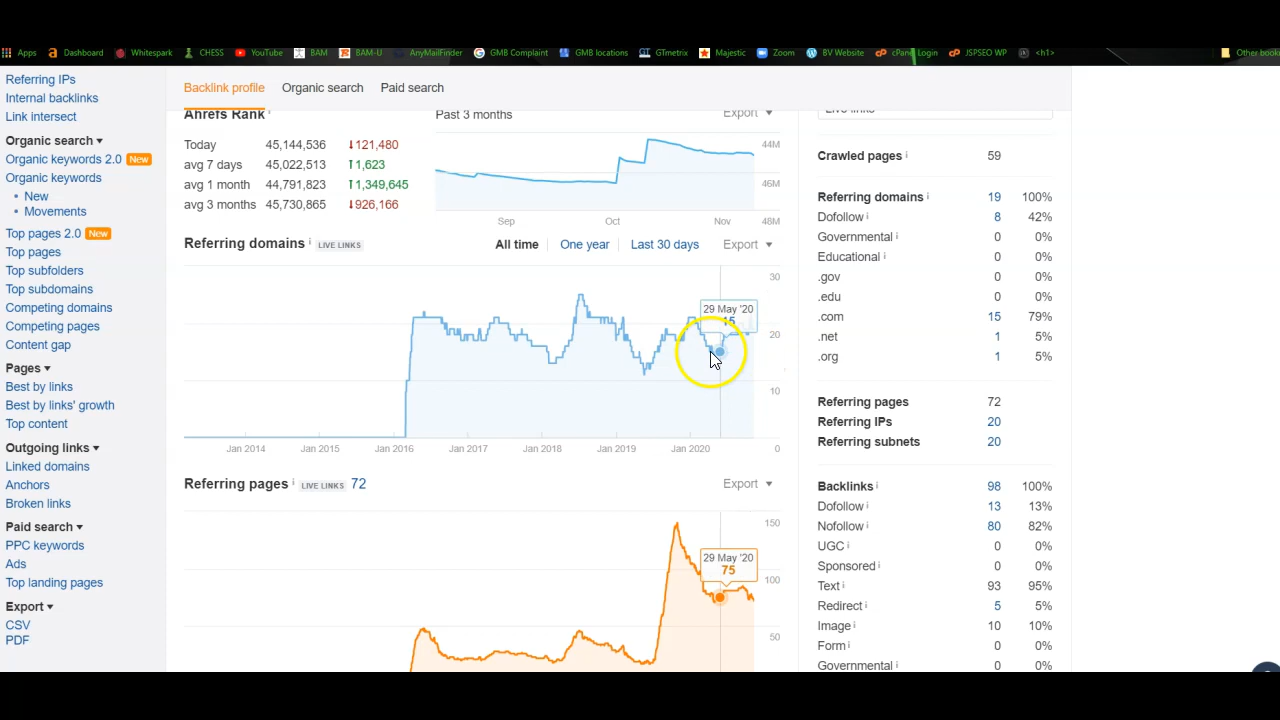 Apps Dashboard Whitespark CHESS YouTube BAM BAM-U AnyMailFinder GMB Complaint GMB locations GTmetrix Majestic Zoom BV Website cPanel Login JSPSEO WP <h1> Other book
Referring IPs
Internal backlinks
Link intersect
Organic search
Organic keywords 2.0 New
Organic keywords
• New
• Movements
Top pages 2.0 New
Top pages
Top subfolders
Top subdomains
Competing domains
Competing pages
Content gap
Pages
Best by links
Best by links' growth
Top content
Outgoing links
Linked domains
Anchors
Broken links
Paid search
PPC keywords
Ads
Top landing pages
Export
CSV
PDF
Backlink profile Organic search Paid search
Ahrefs Rank i Past 3 months Export
Today 45,144,536 ↓121,480
avg 7 days 45,022,513 ↑1,623
avg 1 month 44,791,823 ↑1,349,645
avg 3 months 45,730,865 ↓926,166
44M
46M
48M
Sep Oct Nov
Referring domains i LIVE LINKS All time One year Last 30 days Export
30
29 May '20
15
20
10
0
Jan 2014 Jan 2015 Jan 2016 Jan 2017 Jan 2018 Jan 2019 Jan 2020
Referring pages i LIVE LINKS 72 Export
150
29 May '20
75
100
50
Live links
Crawled pages i 59
Referring domains i 19 100%
Dofollow i 8 42%
Governmental i 0 0%
Educational i 0 0%
.gov 0 0%
.edu 0 0%
.com 15 79%
.net 1 5%
.org 1 5%
Referring pages 72
Referring IPs 20
Referring subnets 20
Backlinks i 98 100%
Dofollow i 13 13%
Nofollow i 80 82%
UGC i 0 0%
Sponsored i 0 0%
Text i 93 95%
Redirect i 5 5%
Image i 10 10%
Form i 0 0%
Governmental i 0 0%